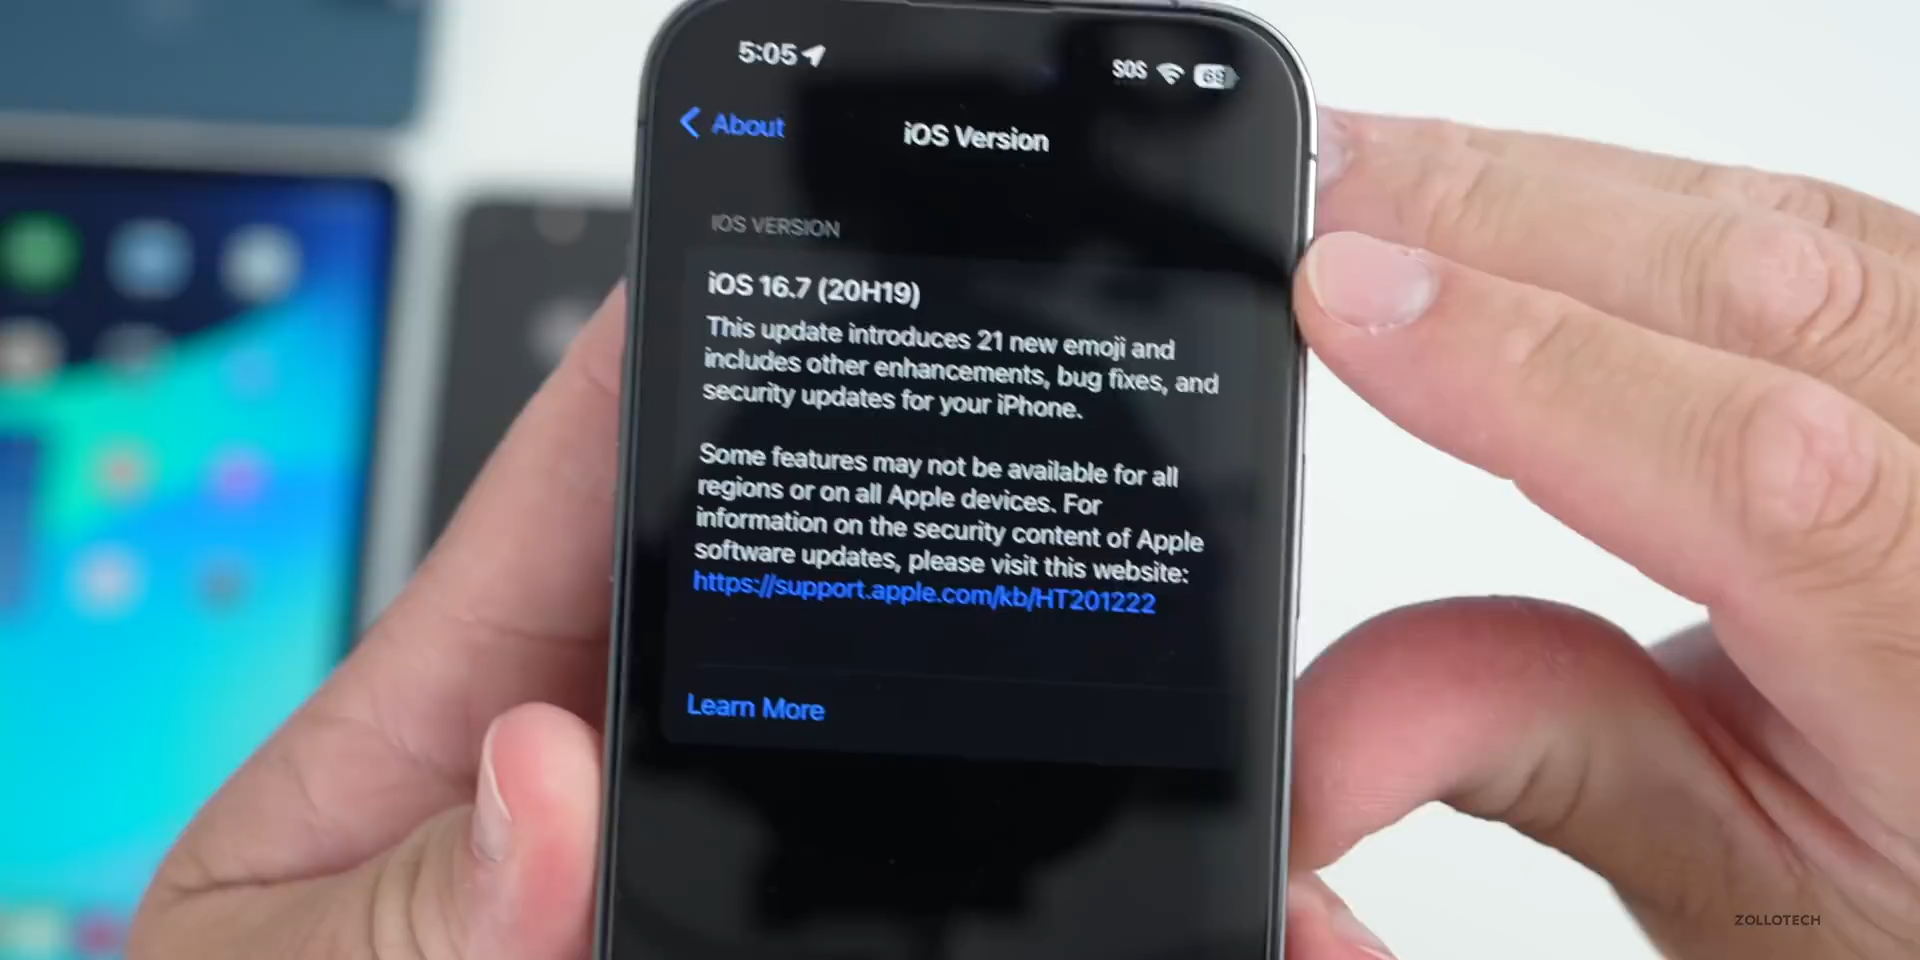 5:05
SOS
69
About
iOS Version
IOS VERSION
iOS 16.7 (20H19)
This update introduces 21 new emoji and
includes other enhancements, bug fixes, and
security updates for your iPhone.
Some features may not be available for all
regions or on all Apple devices. For
information on the security content of Apple
software updates, please visit this website:
https://support.apple.com/kb/HT201222
Learn More
ZOLLOTECH